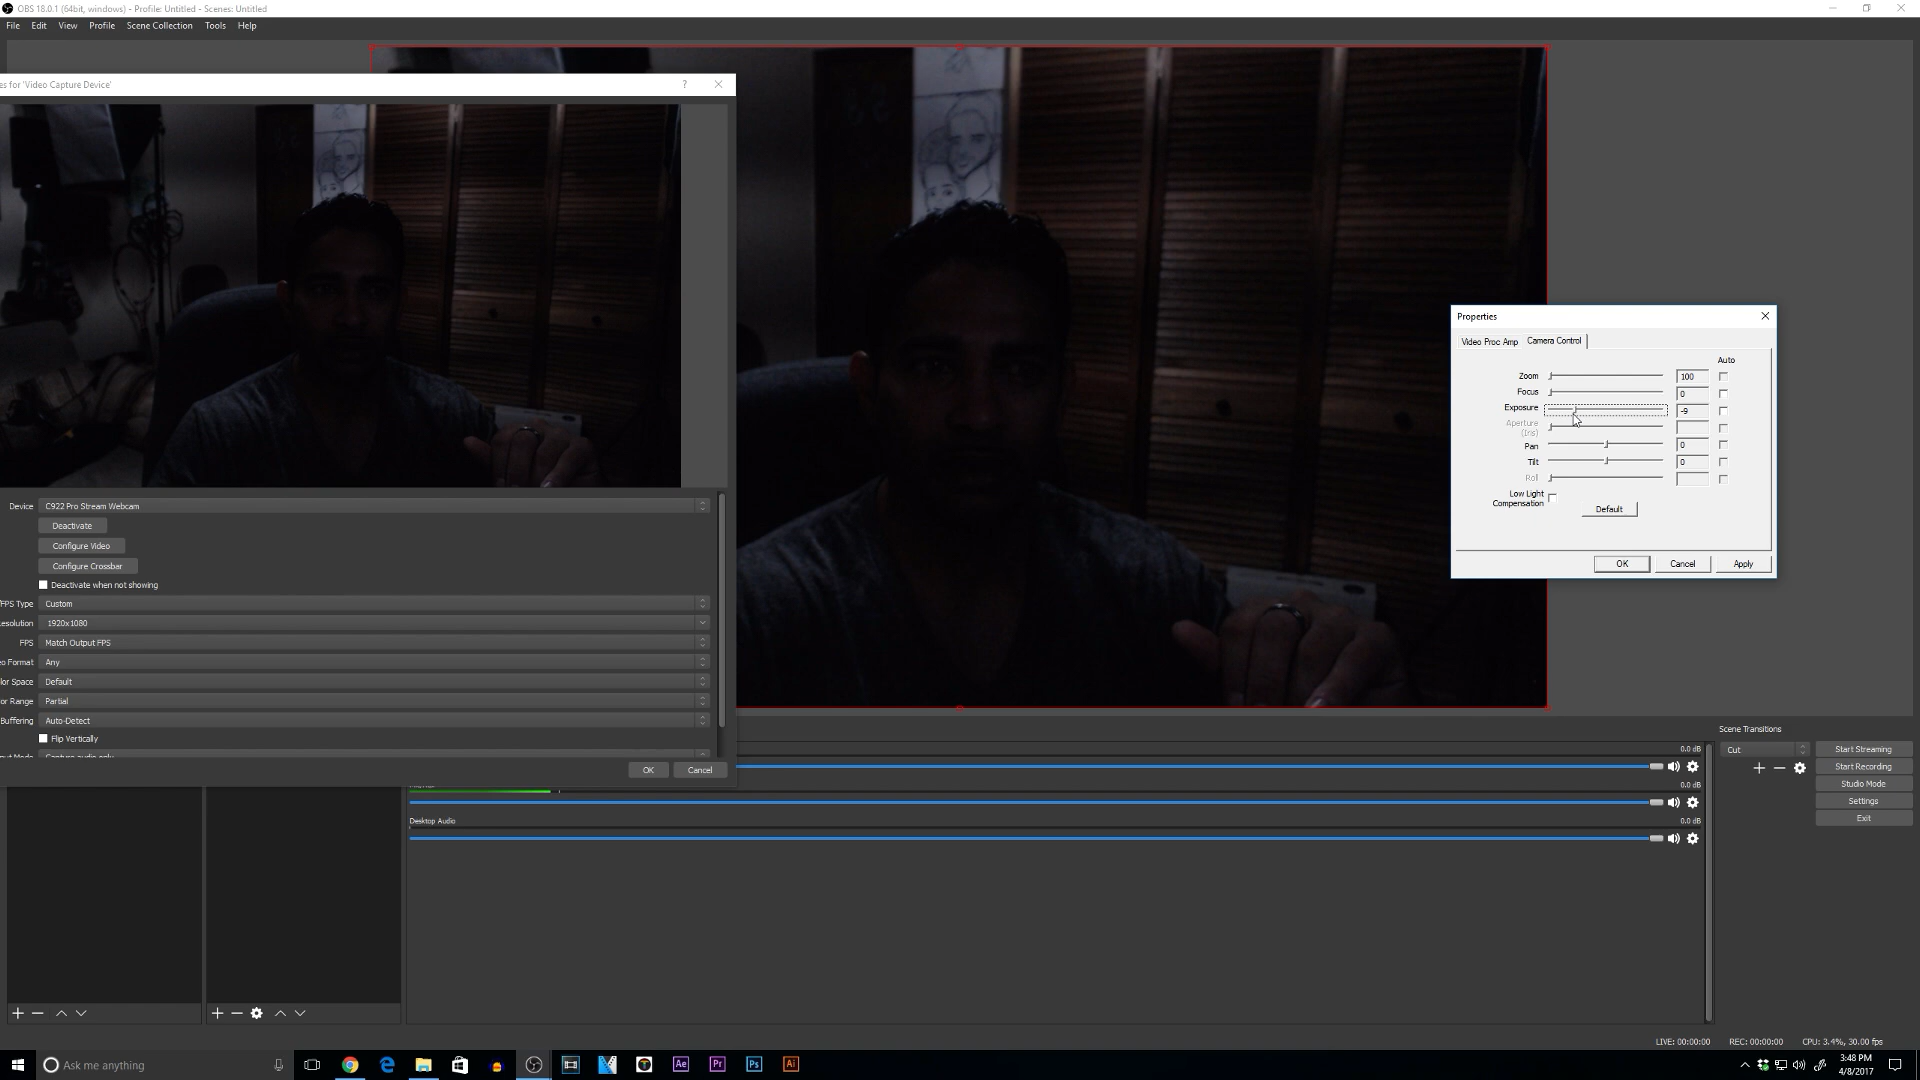 OBS 18.0.1 (64bit, windows) - Profile: Untitled - Scenes: Untitled
File Edit View Profile Scene Collection Tools Help
es for 'Video Capture Device' ?
Device C922 Pro Stream Webcam
Deactivate
Configure Video
Configure Crossbar
Deactivate when not showing
/FPS Type Custom
esolution 1920x1080
FPS Match Output FPS
eo Format Any
lor Space Default
or Range Partial
Buffering Auto-Detect
Flip Vertically
OK Cancel
Properties
Video Proc Amp Camera Control
Auto
Zoom 100
Focus 0
Exposure -9
Aperture
(Iris)
Pan 0
Tilt 0
Roll
Low Light
Compensation
Default
OK Cancel Apply
0.0 dB
0.0 dB
Desktop Audio 0.0 dB
Scene Transitions
Cut
Start Streaming
Start Recording
Studio Mode
Settings
Exit
LIVE: 00:00:00 REC: 00:00:00 CPU: 3.4%, 30.00 fps
Ask me anything
Ae Pr Ps Ai
3:48 PM
4/8/2017